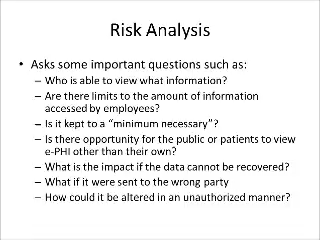 Risk Analysis
• Asks some important questions such as:
– Who is able to view what information?
– Are there limits to the amount of information
accessed by employees?
– Is it kept to a “minimum necessary”?
– Is there opportunity for the public or patients to view
e-PHI other than their own?
– What is the impact if the data cannot be recovered?
– What if it were sent to the wrong party
– How could it be altered in an unauthorized manner?